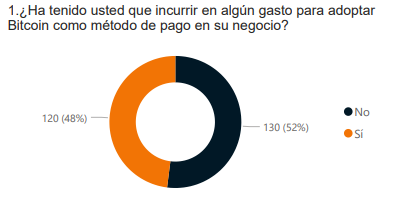 1.¿Ha tenido usted que incurrir en algún gasto para adoptar
Bitcoin como método de pago en su negocio?
120 (48%)
130 (52%)
No
Sí